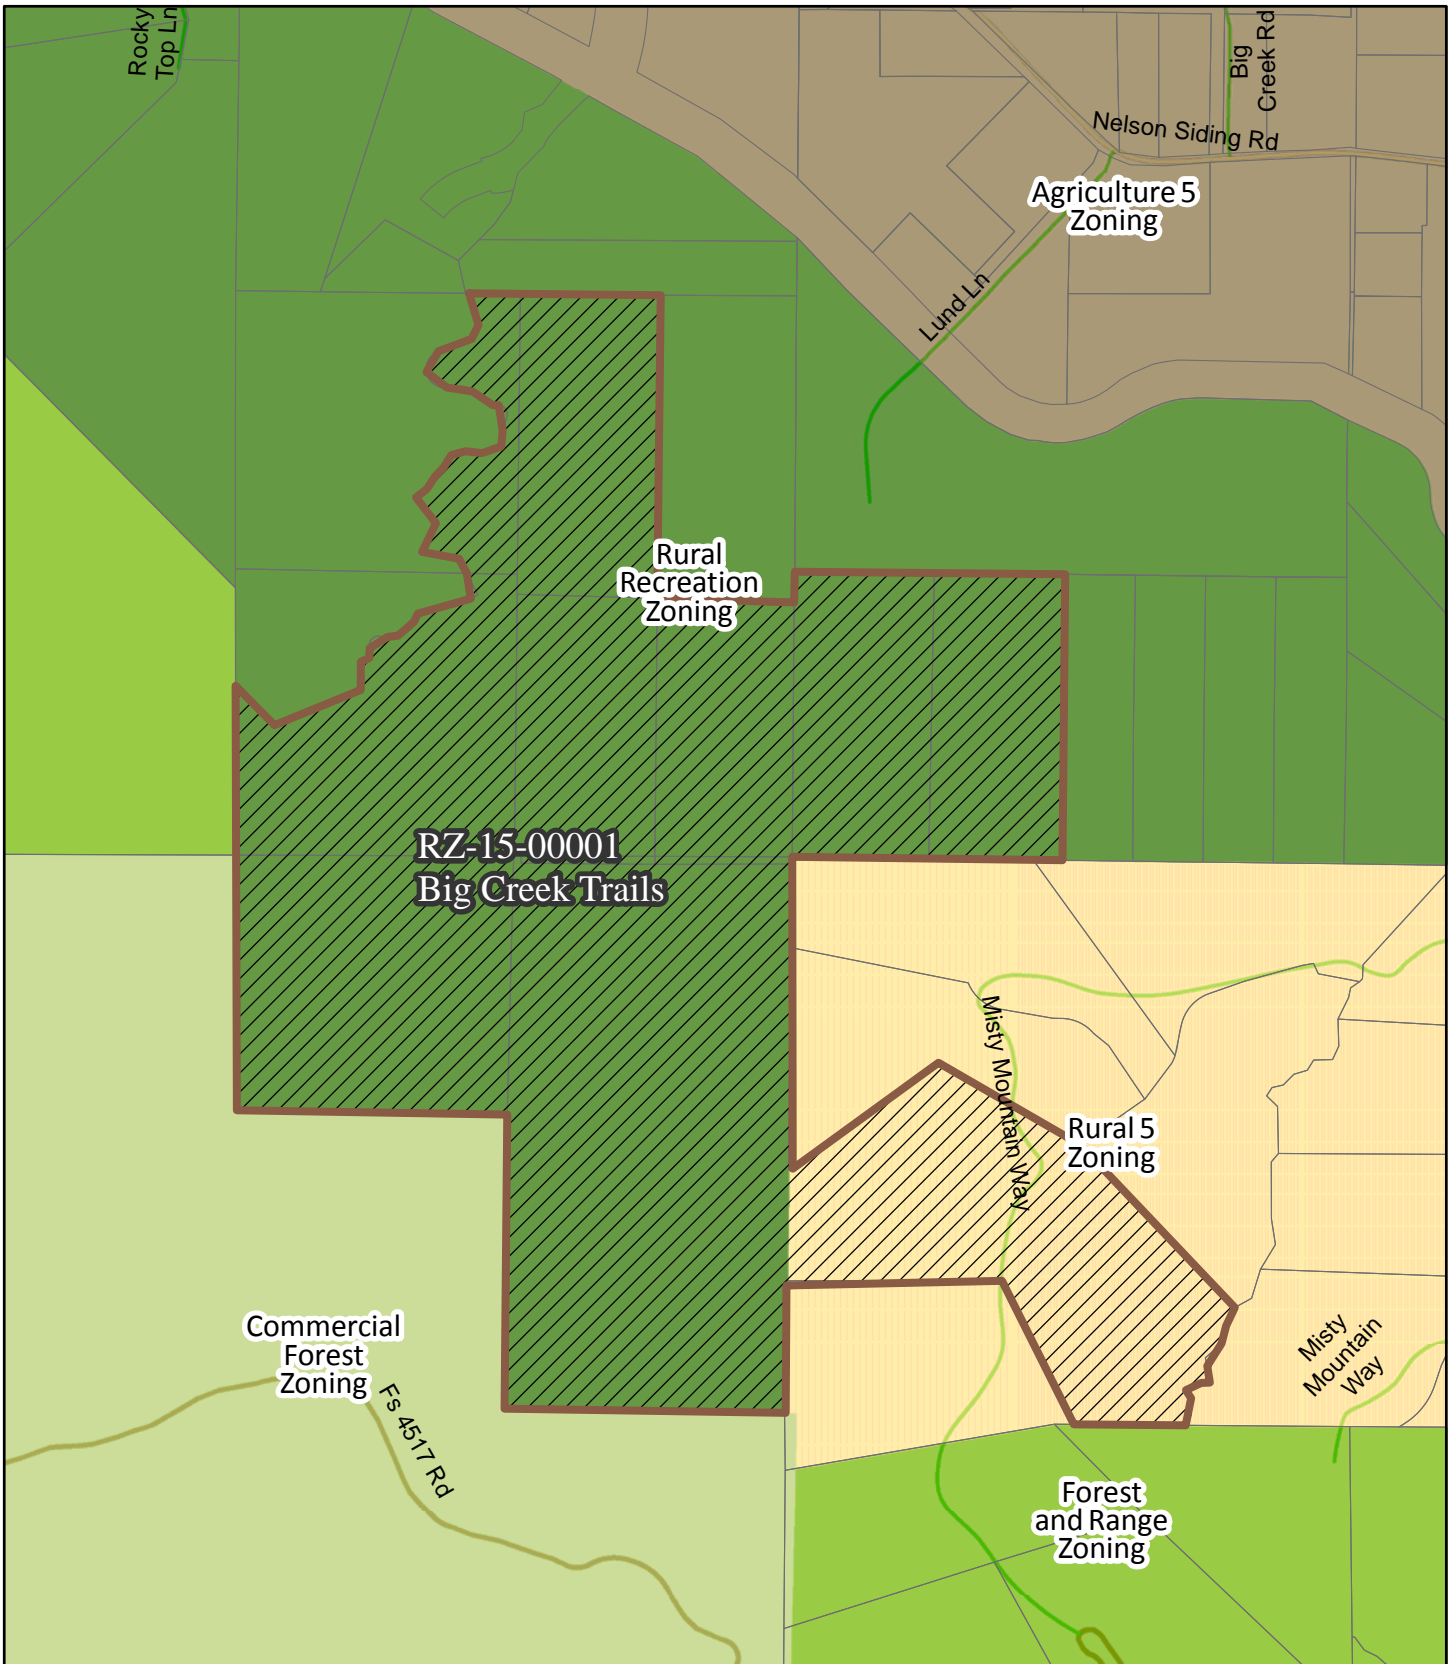 Rocky
Top Ln
Big
Creek Rd
Nelson Siding Rd
Agriculture 5
Zoning
Lund Ln
Rural
Recreation
Zoning
RZ-15-00001
Big Creek Trails
Misty Mountain Way
Rural 5
Zoning
Commercial
Forest
Zoning
Fs 4517 Rd
Misty
Mountain
Way
Forest
and Range
Zoning